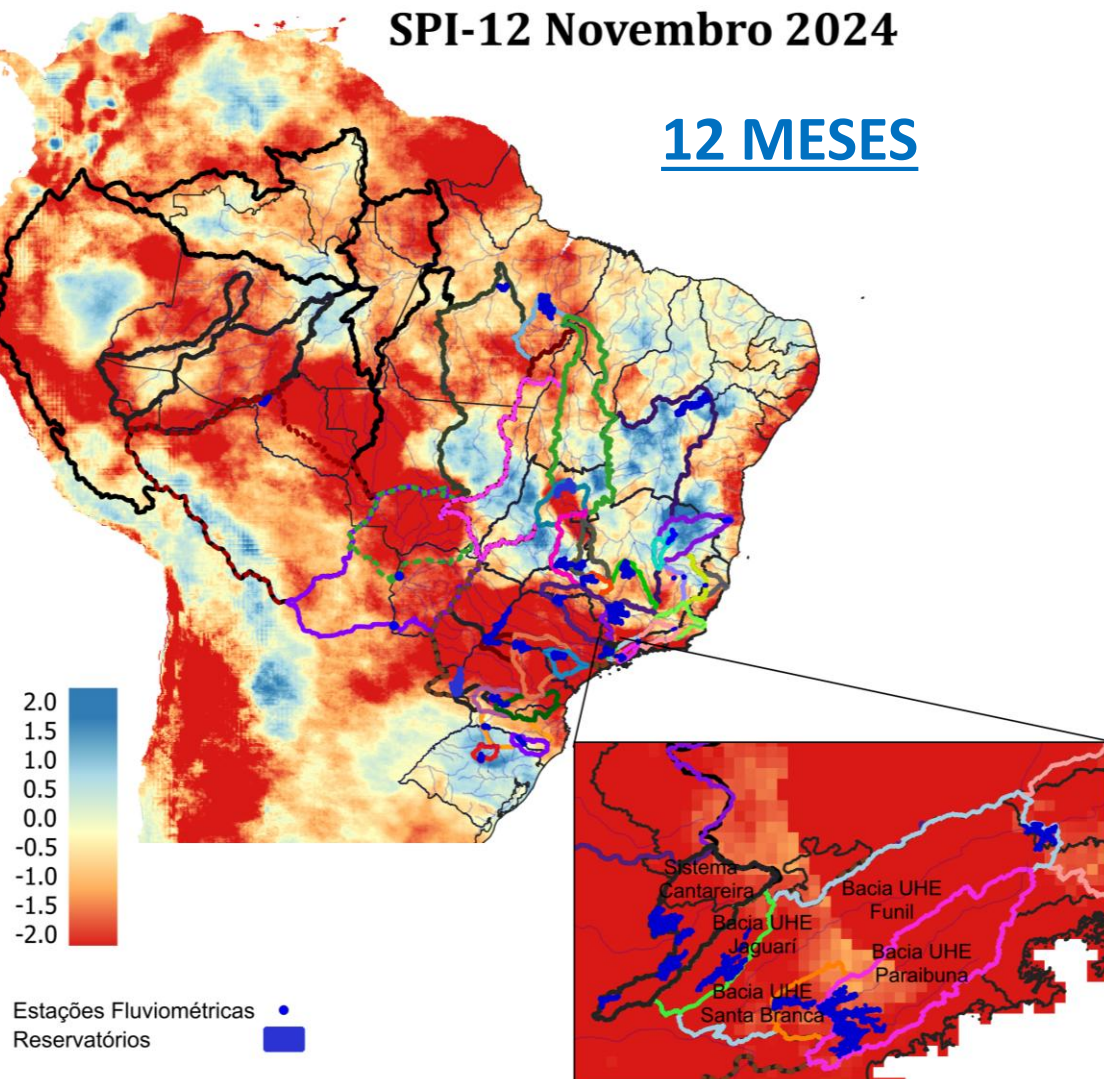 SPI-12 Novembro 2024
12 MESES
2.0
1.5
1.0
0.5
0.0
-0.5
-1.0
-1.5
-2.0
Estações Fluviométricas
Reservatórios
Sistema
Cantareira
Bacia UHE
Funil
Bacia UHE
Jaguarí
Bacia UHE
Paraibuna
Bacia UHE
Santa Branca